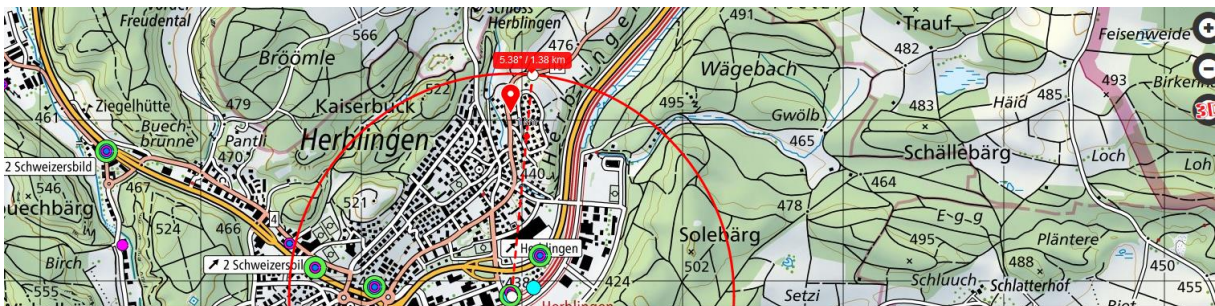 Freudental
566
Schloss
Herblingen
476
491
Trauf
482
Feisenweide
Bröömle
5.38° / 1.38 km
522
Wägebach
493
Birken
Ziegelhütte
461
479
Kaiserbuck
495
483
Häid
485
Buech-
brunne
Pantli
470
Herblingen
Gwölb
465
Schällebärg
Loch
Loh
3D
2 Schweizersbild
546
467
uechbärg
524
466
4
521
440
478
464
E-g-g
Solebärg
495
Pläntere
Birch
Herblingen
2 Schweizersbil
502
488
450
555
438
424
Setzi
Schluuch
Schlatterhof
455
Herblingen